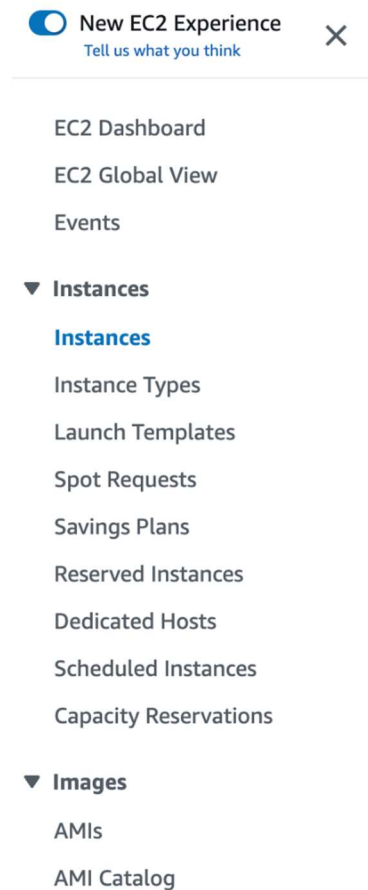 New EC2 Experience
Tell us what you think
EC2 Dashboard
EC2 Global View
Events
Instances
Instances
Instance Types
Launch Templates
Spot Requests
Savings Plans
Reserved Instances
Dedicated Hosts
Scheduled Instances
Capacity Reservations
Images
AMIs
AMI Catalog